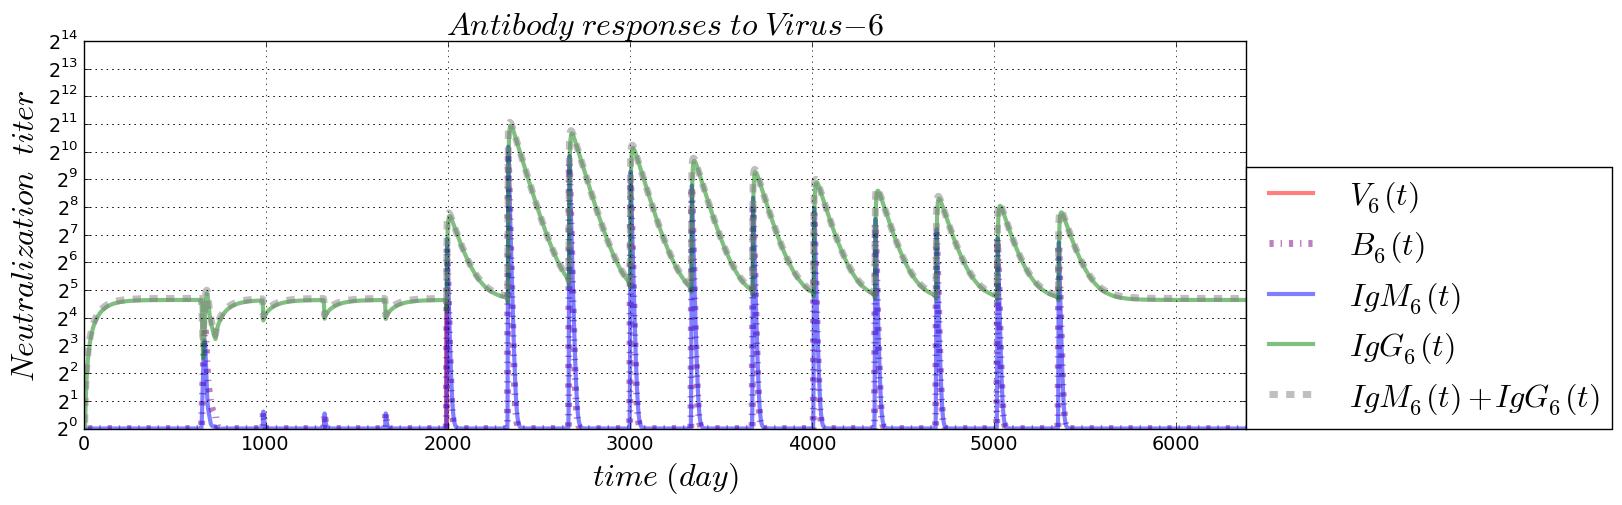 Antibody responses to Virus−6
Neutralization titer
2^14
2^13
2^12
2^11
2^10
2^9
2^8
2^7
2^6
2^5
2^4
2^3
2^2
2^1
2^0
0 1000 2000 3000 4000 5000 6000
time (day)
V_6(t)
B_6(t)
IgM_6(t)
IgG_6(t)
IgM_6(t)+IgG_6(t)